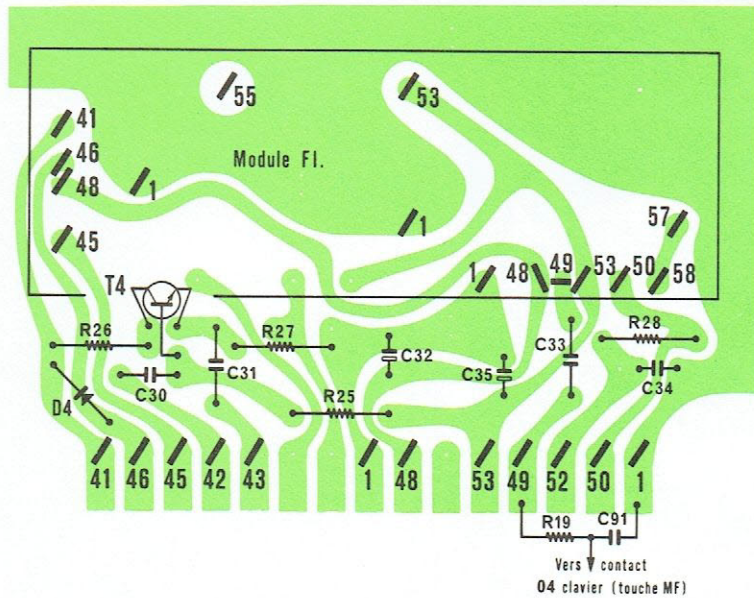 55
53
41
46
48
1
Module FI.
1
57
45
1
48
49
53
50
58
T4
R26
R27
R28
C31
C32
C33
C35
C34
C30
D4
R25
41
46
45
42
43
1
48
53
49
52
50
1
R19
C91
Vers contact
04 clavier (touche MF)